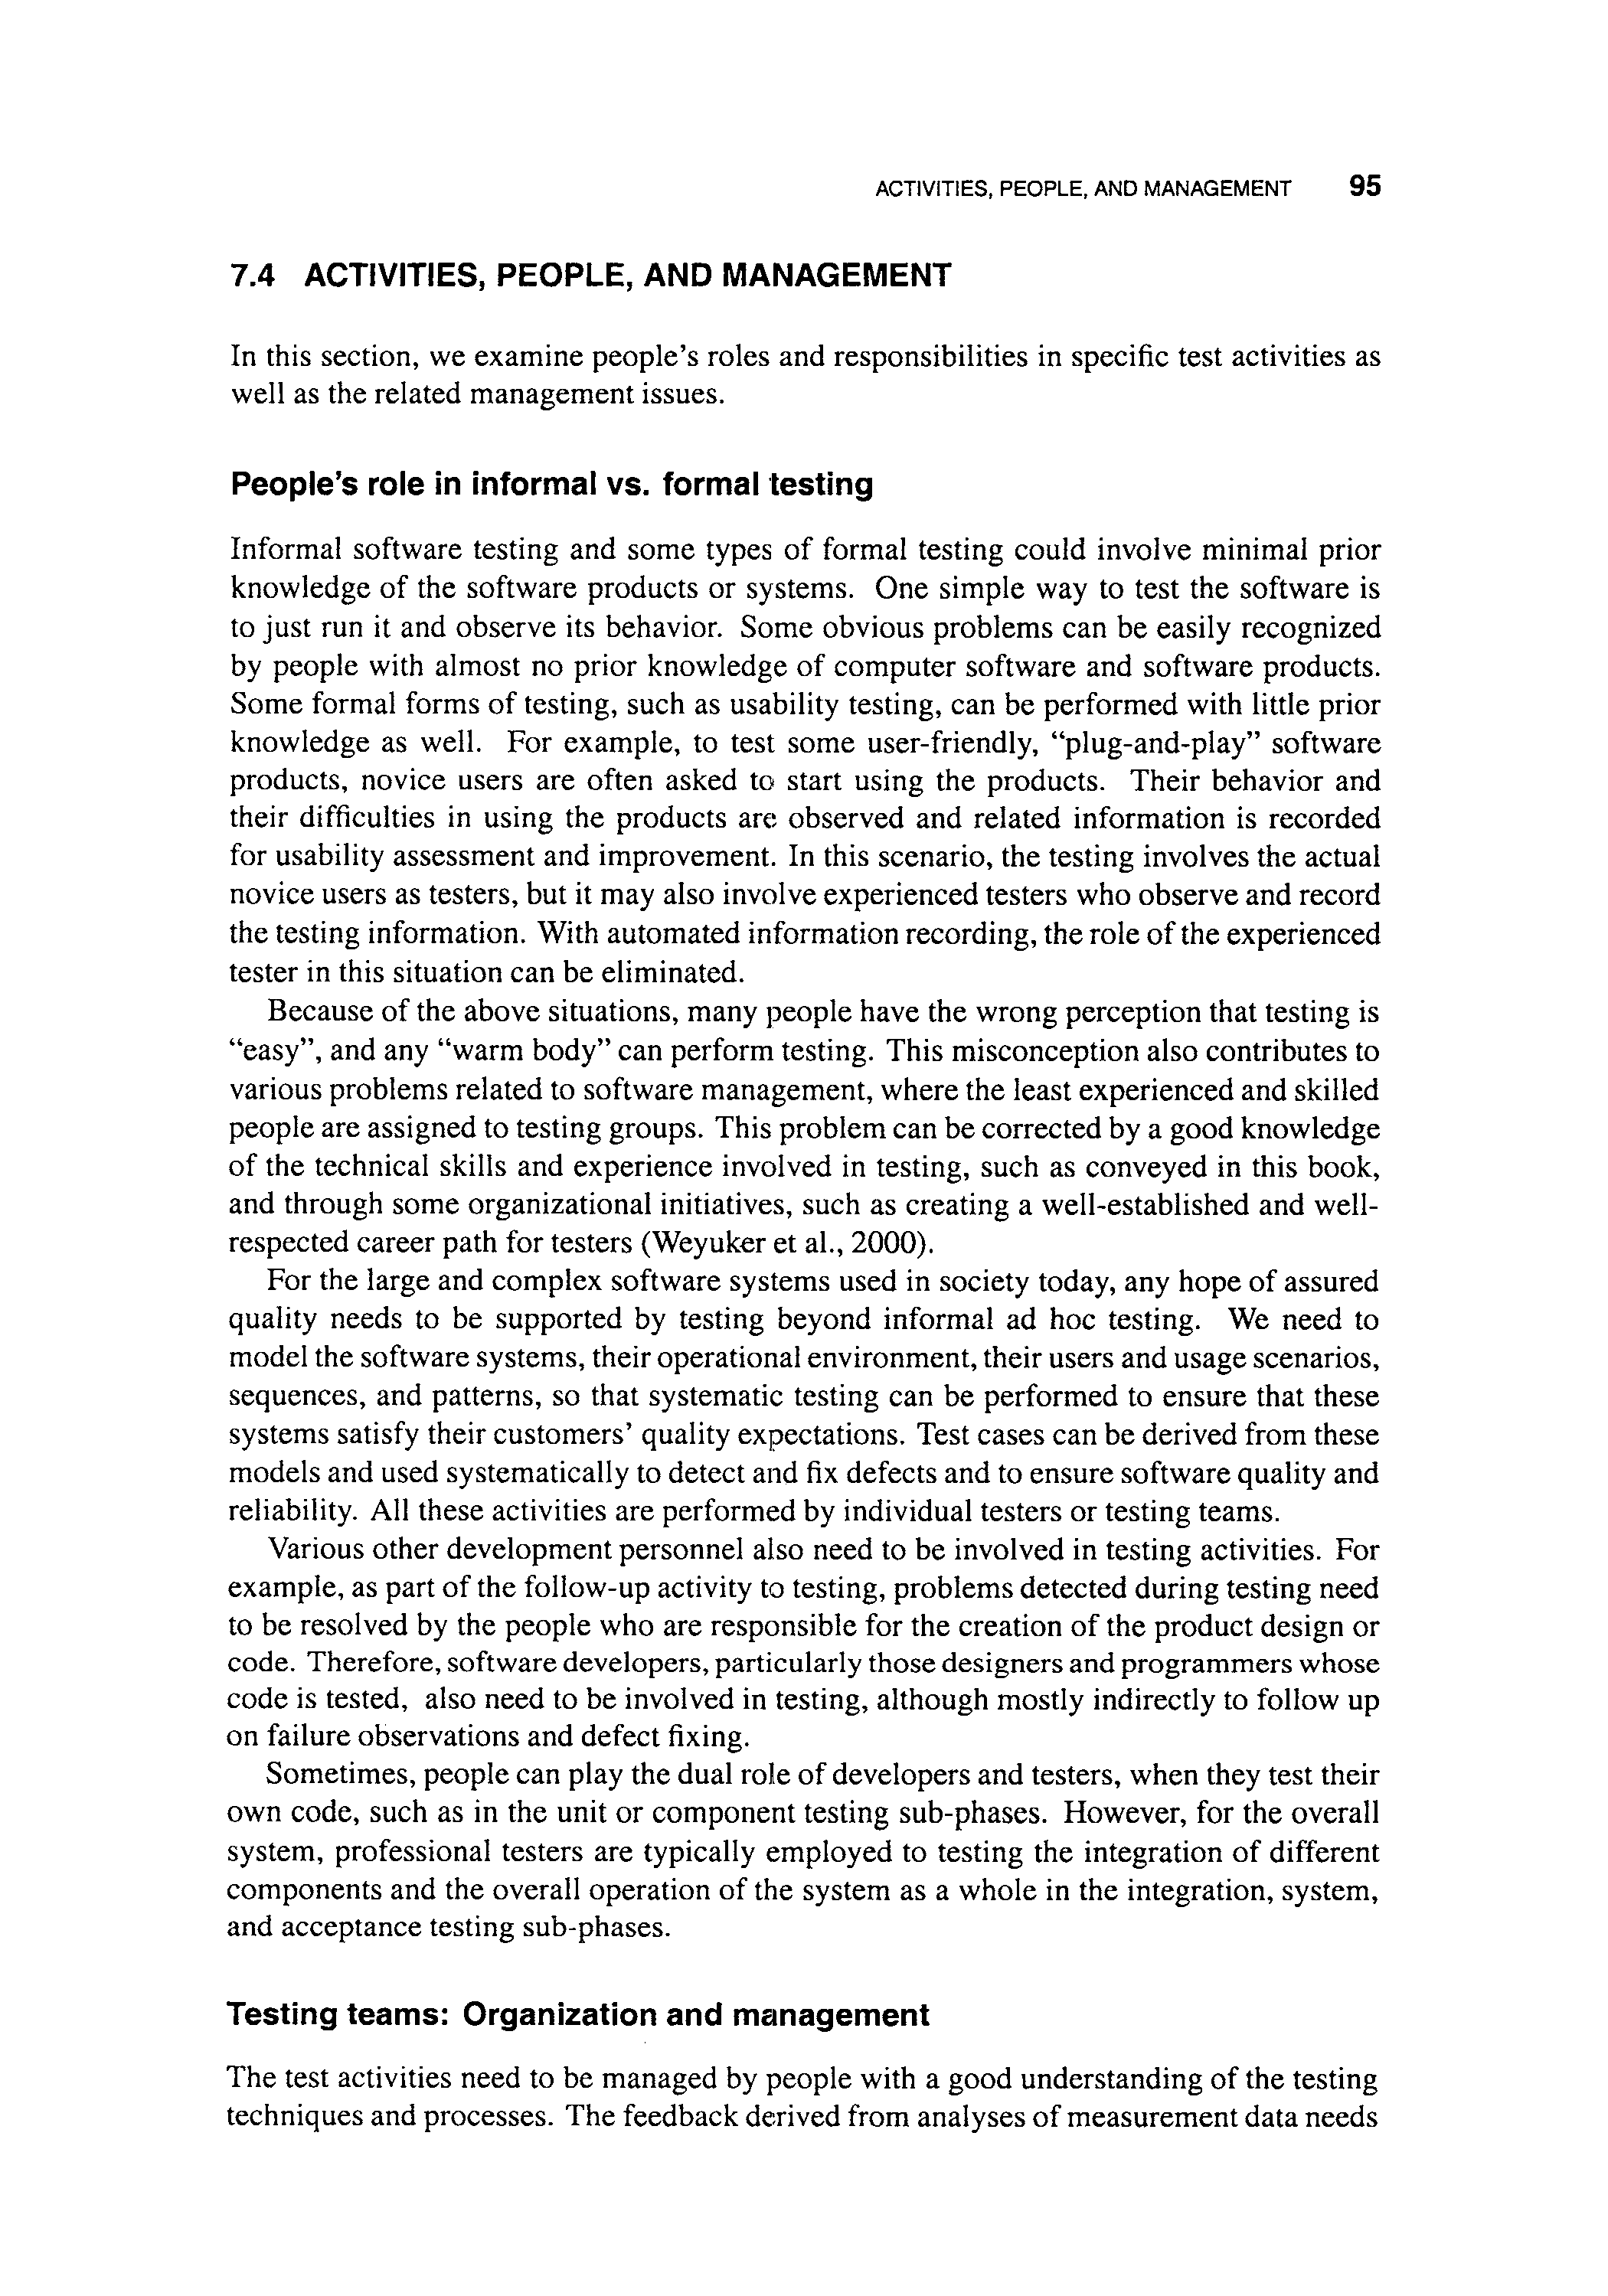 ACTIVITIES, PEOPLE, AND MANAGEMENT 95
7.4 ACTIVITIES, PEOPLE, AND MANAGEMENT
In this section, we examine people’s roles and responsibilities in specific test activities as
well as the related management issues.
People’s role in informal vs. formal testing
Informal software testing and some types of formal testing could involve minimal prior
knowledge of the software products or systems. One simple way to test the software is
to just run it and observe its behavior. Some obvious problems can be easily recognized
by people with almost no prior knowledge of computer software and software products.
Some formal forms of testing, such as usability testing, can be performed with little prior
knowledge as well. For example, to test some user-friendly, “plug-and-play” software
products, novice users are often asked to start using the products. Their behavior and
their difficulties in using the products are observed and related information is recorded
for usability assessment and improvement. In this scenario, the testing involves the actual
novice users as testers, but it may also involve experienced testers who observe and record
the testing information. With automated information recording, the role of the experienced
tester in this situation can be eliminated.
Because of the above situations, many people have the wrong perception that testing is
“easy”, and any “warm body” can perform testing. This misconception also contributes to
various problems related to software management, where the least experienced and skilled
people are assigned to testing groups. This problem can be corrected by a good knowledge
of the technical skills and experience involved in testing, such as conveyed in this book,
and through some organizational initiatives, such as creating a well-established and well-
respected career path for testers (Weyuker et al., 2000).
For the large and complex software systems used in society today, any hope of assured
quality needs to be supported by testing beyond informal ad hoc testing. We need to
model the software systems, their operational environment, their users and usage scenarios,
sequences, and patterns, so that systematic testing can be performed to ensure that these
systems satisfy their customers’ quality expectations. Test cases can be derived from these
models and used systematically to detect and fix defects and to ensure software quality and
reliability. All these activities are performed by individual testers or testing teams.
Various other development personnel also need to be involved in testing activities. For
example, as part of the follow-up activity to testing, problems detected during testing need
to be resolved by the people who are responsible for the creation of the product design or
code. Therefore, software developers, particularly those designers and programmers whose
code is tested, also need to be involved in testing, although mostly indirectly to follow up
on failure observations and defect fixing.
Sometimes, people can play the dual role of developers and testers, when they test their
own code, such as in the unit or component testing sub-phases. However, for the overall
system, professional testers are typically employed to testing the integration of different
components and the overall operation of the system as a whole in the integration, system,
and acceptance testing sub-phases.
Testing teams: Organization and management
The test activities need to be managed by people with a good understanding of the testing
techniques and processes. The feedback derived from analyses of measurement data needs